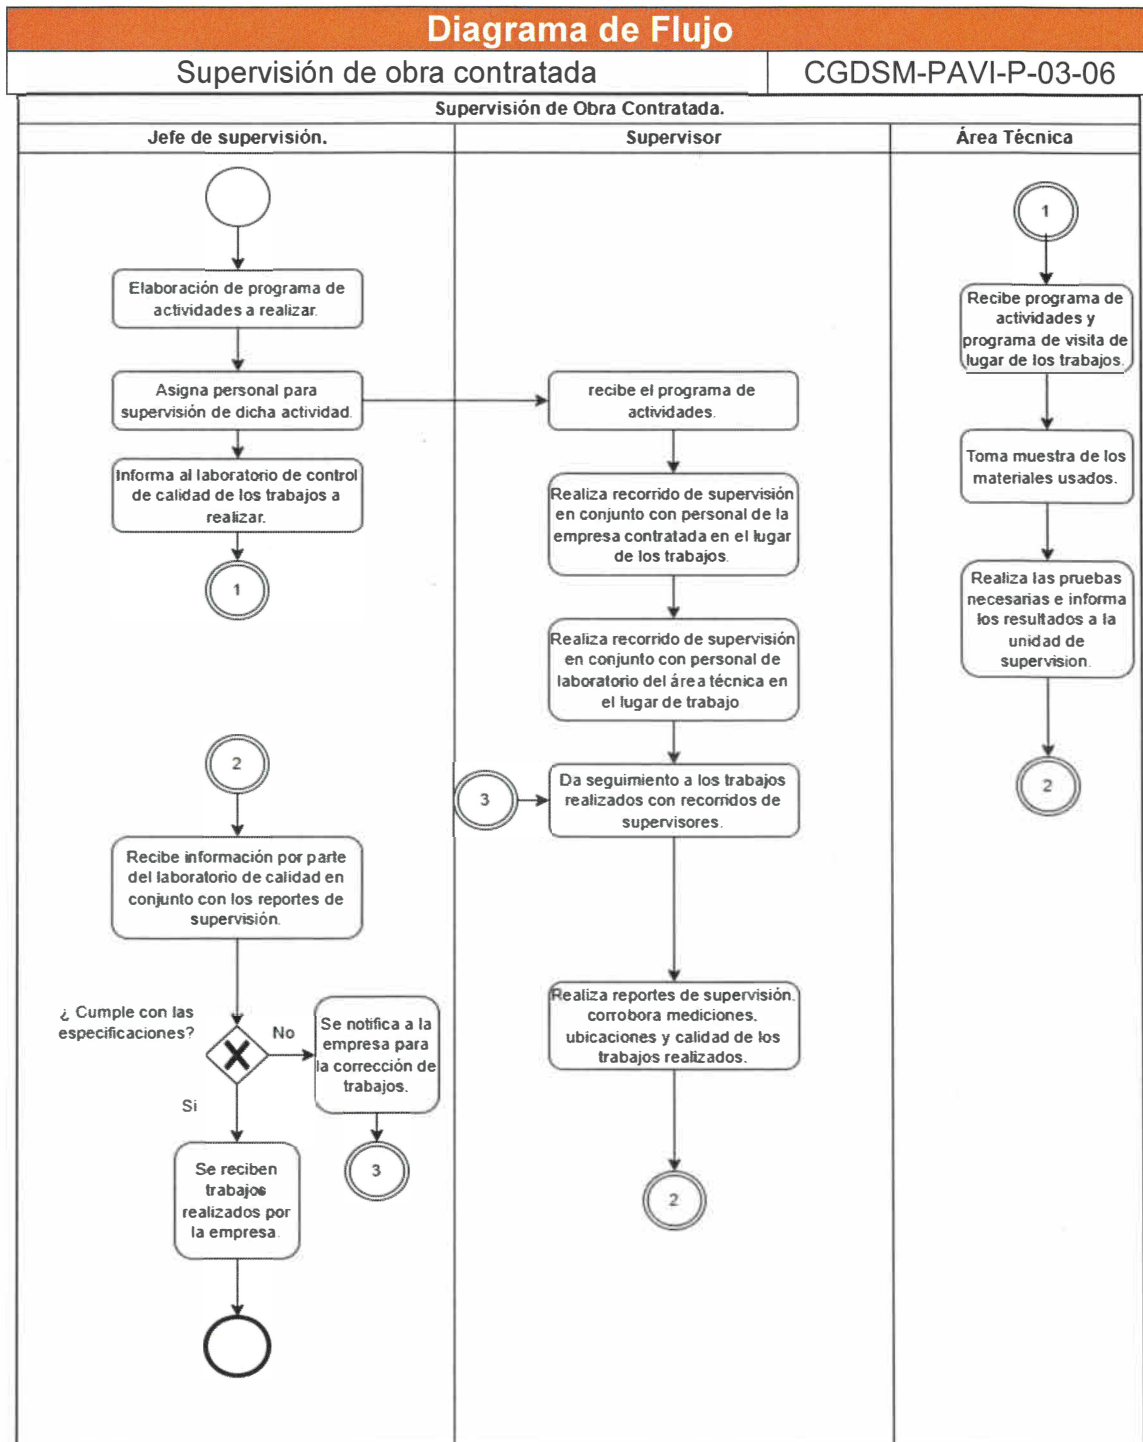 Diagrama de Flujo
Supervisión de obra contratada
CGDSM-PAVI-P-03-06
Supervisión de Obra Contratada.
Jefe de supervisión.
Supervisor
Área Técnica
Elaboración de programa de
actividades a realizar.
Asigna personal para
supervisión de dicha actividad.
Informa al laboratorio de control
de calidad de los trabajos a
realizar.
1
2
Recibe información por parte
del laboratorio de calidad en
conjunto con los reportes de
supervisión.
¿ Cumple con las
especificaciones?
No
Se notifica a la
empresa para
la corrección de
trabajos.
3
Si
Se reciben
trabajos
realizados por
la empresa.
recibe el programa de
actividades.
Realiza recorrido de supervisión
en conjunto con personal de la
empresa contratada en el lugar
de los trabajos.
Realiza recorrido de supervisión
en conjunto con personal de
laboratorio del área técnica en
el lugar de trabajo
3
Da seguimiento a los trabajos
realizados con recorridos de
supervisores.
Realiza reportes de supervisión.
corrobora mediciones.
ubicaciones y calidad de los
trabajos realizados.
2
1
Recibe programa de
actividades y
programa de visita de
lugar de los trabajos.
Toma muestra de los
materiales usados.
Realiza las pruebas
necesarias e informa
los resultados a la
unidad de
supervision.
2